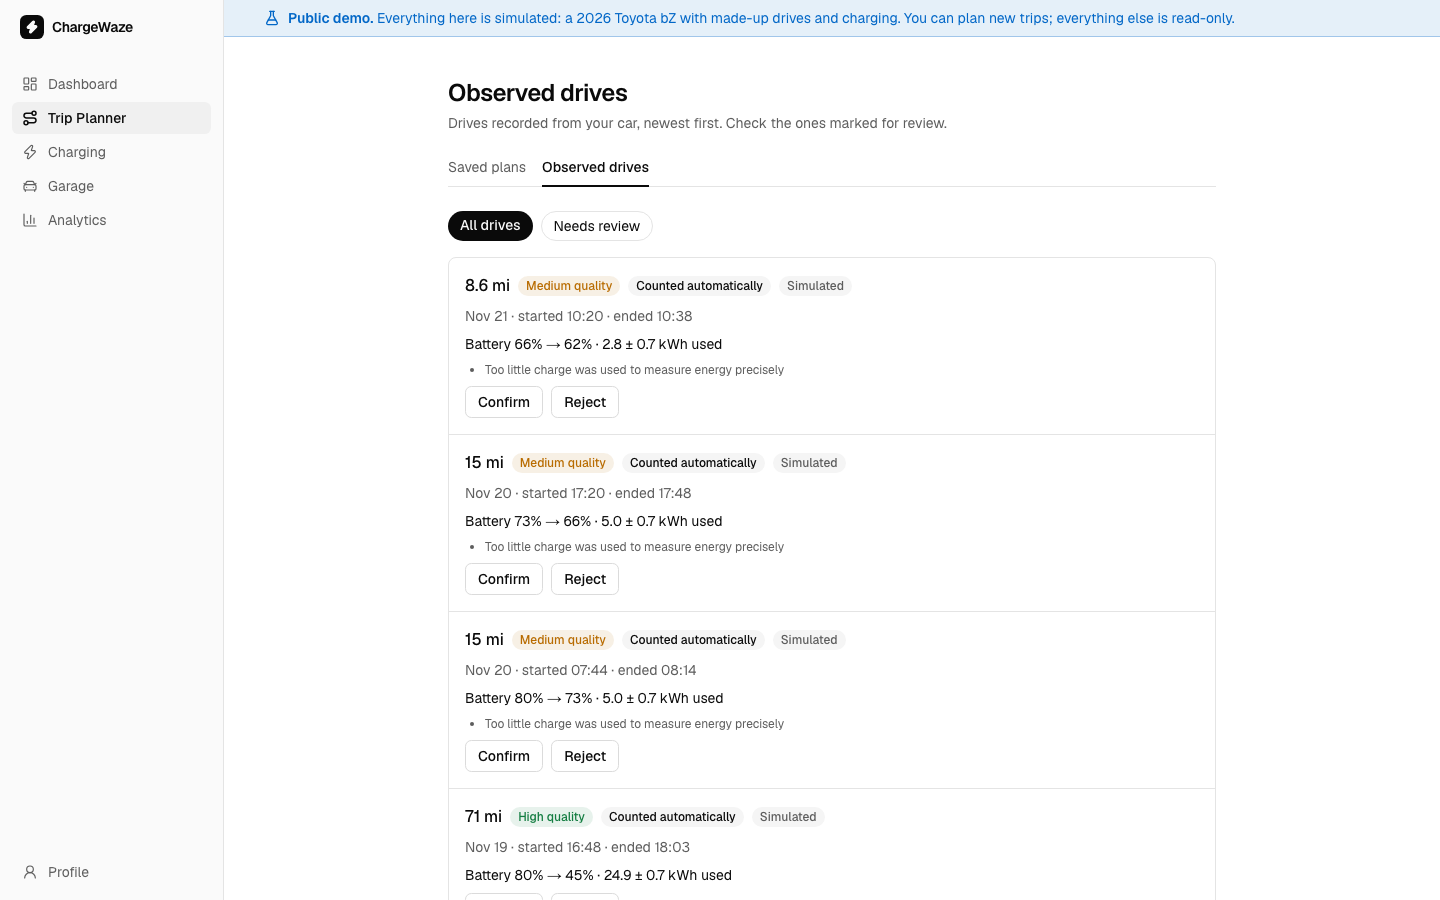 ChargeWaze
Public demo. Everything here is simulated: a 2026 Toyota bZ with made-up drives and charging. You can plan new trips; everything else is read-only.
Dashboard
Trip Planner
Charging
Garage
Analytics
Profile
Observed drives
Drives recorded from your car, newest first. Check the ones marked for review.
Saved plans Observed drives
All drives Needs review
8.6 mi Medium quality Counted automatically Simulated
Nov 21 · started 10:20 · ended 10:38
Battery 66% → 62% · 2.8 ± 0.7 kWh used
• Too little charge was used to measure energy precisely
Confirm Reject
15 mi Medium quality Counted automatically Simulated
Nov 20 · started 17:20 · ended 17:48
Battery 73% → 66% · 5.0 ± 0.7 kWh used
• Too little charge was used to measure energy precisely
Confirm Reject
15 mi Medium quality Counted automatically Simulated
Nov 20 · started 07:44 · ended 08:14
Battery 80% → 73% · 5.0 ± 0.7 kWh used
• Too little charge was used to measure energy precisely
Confirm Reject
71 mi High quality Counted automatically Simulated
Nov 19 · started 16:48 · ended 18:03
Battery 80% → 45% · 24.9 ± 0.7 kWh used